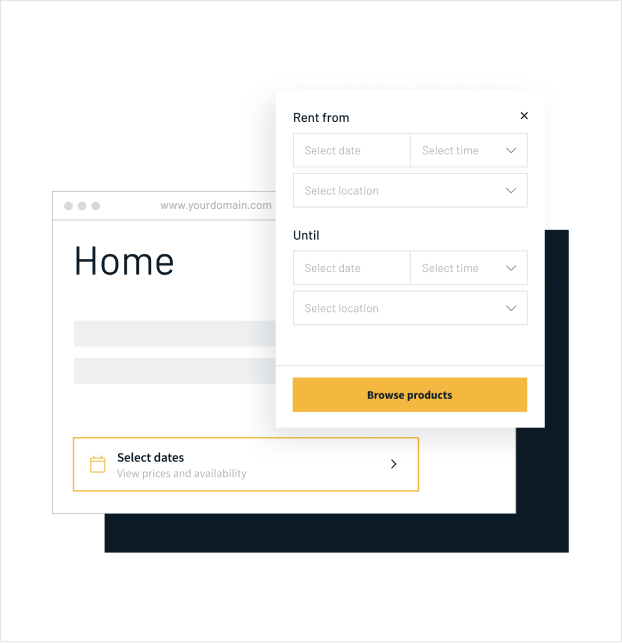 Rent from
Select date Select time
Select location
Until
Select date Select time
Select location
Browse products
www.yourdomain.com
Home
Select dates
View prices and availability